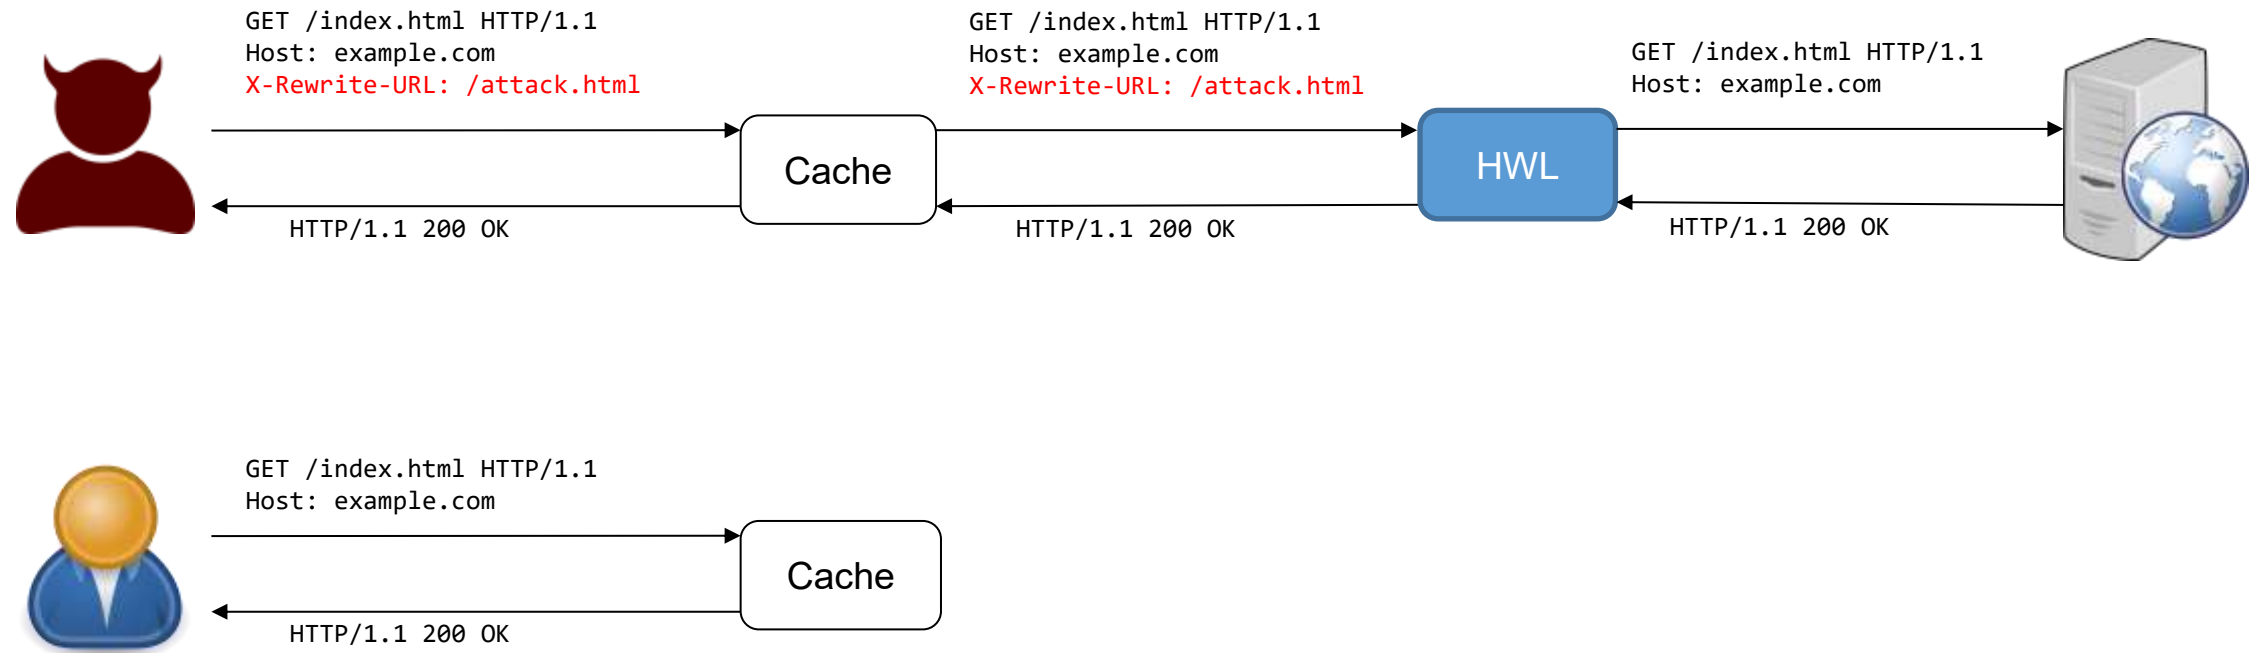 GET /index.html HTTP/1.1
Host: example.com
X-Rewrite-URL: /attack.html
GET /index.html HTTP/1.1
Host: example.com
X-Rewrite-URL: /attack.html
GET /index.html HTTP/1.1
Host: example.com
Cache
HWL
HTTP/1.1 200 OK
HTTP/1.1 200 OK
HTTP/1.1 200 OK
GET /index.html HTTP/1.1
Host: example.com
Cache
HTTP/1.1 200 OK